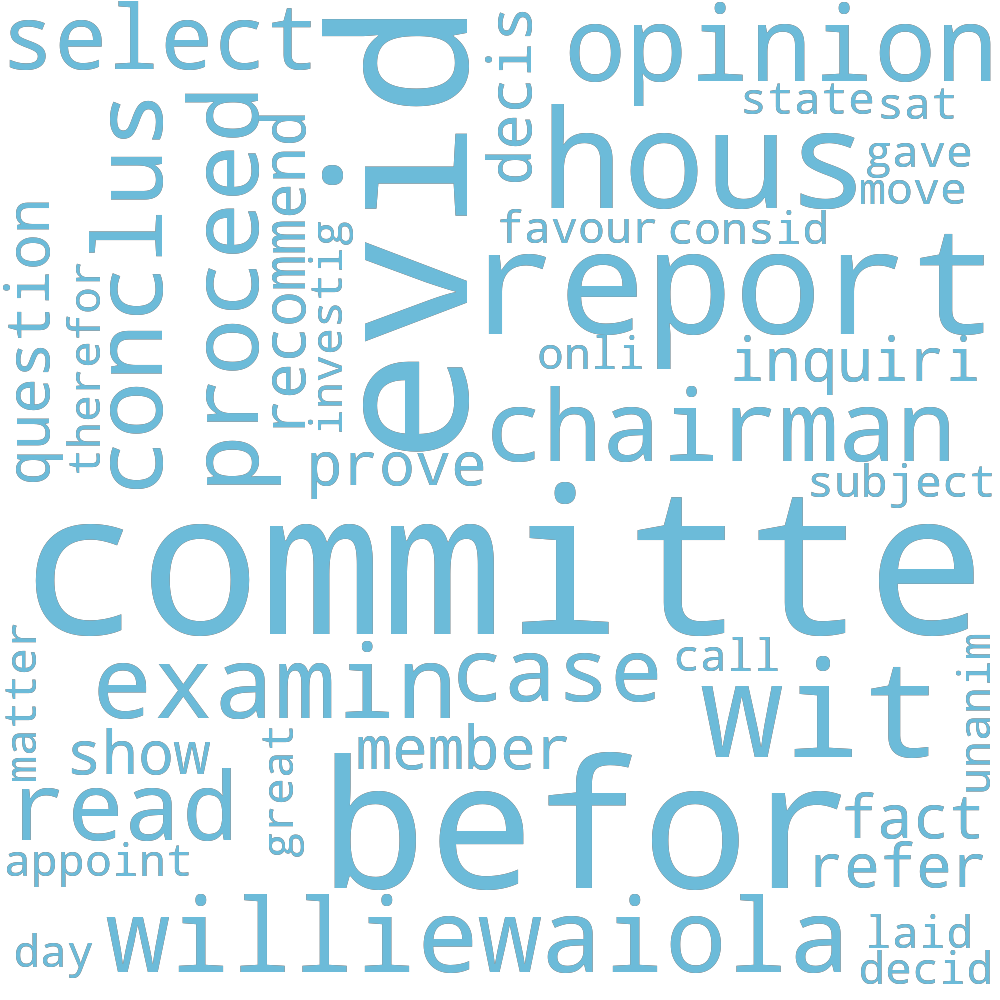 select
evid
decis
opinion
state
sat
hous
gave
move
conclus
proceed
recommend
investig
question
therefor
favour
consid
report
onli
inquiri
chairman
prove
subject
committe
matter
examin
case
call
wit
unanim
show
great
member
read
befor
fact
appoint
refer
day
williewaiola
laid
decid